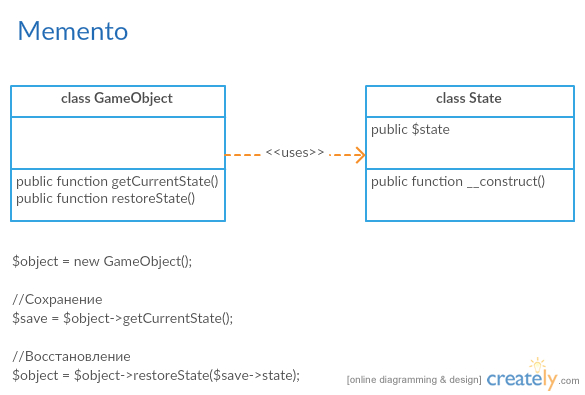 Memento
class GameObject
public function getCurrentState()
public function restoreState()
<<uses>>
class State
public $state
public function __construct()
$object = new GameObject();
//Сохранение
$save = $object->getCurrentState();
//Восстановление
$object = $object->restoreState($save->state);
[online diagramming & design] creately.com